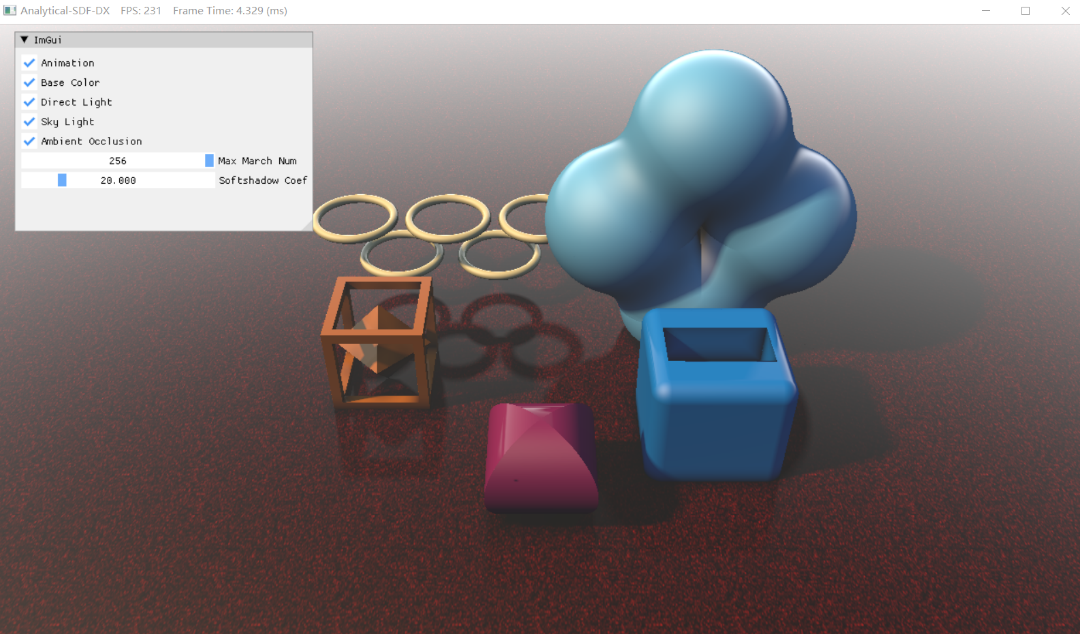 Analytical-SDF-DX FPS: 231 Frame Time: 4.329 (ms)
ImGui
Animation
Base Color
Direct Light
Sky Light
Ambient Occlusion
256 Max March Num
20.000 Softshadow Coef